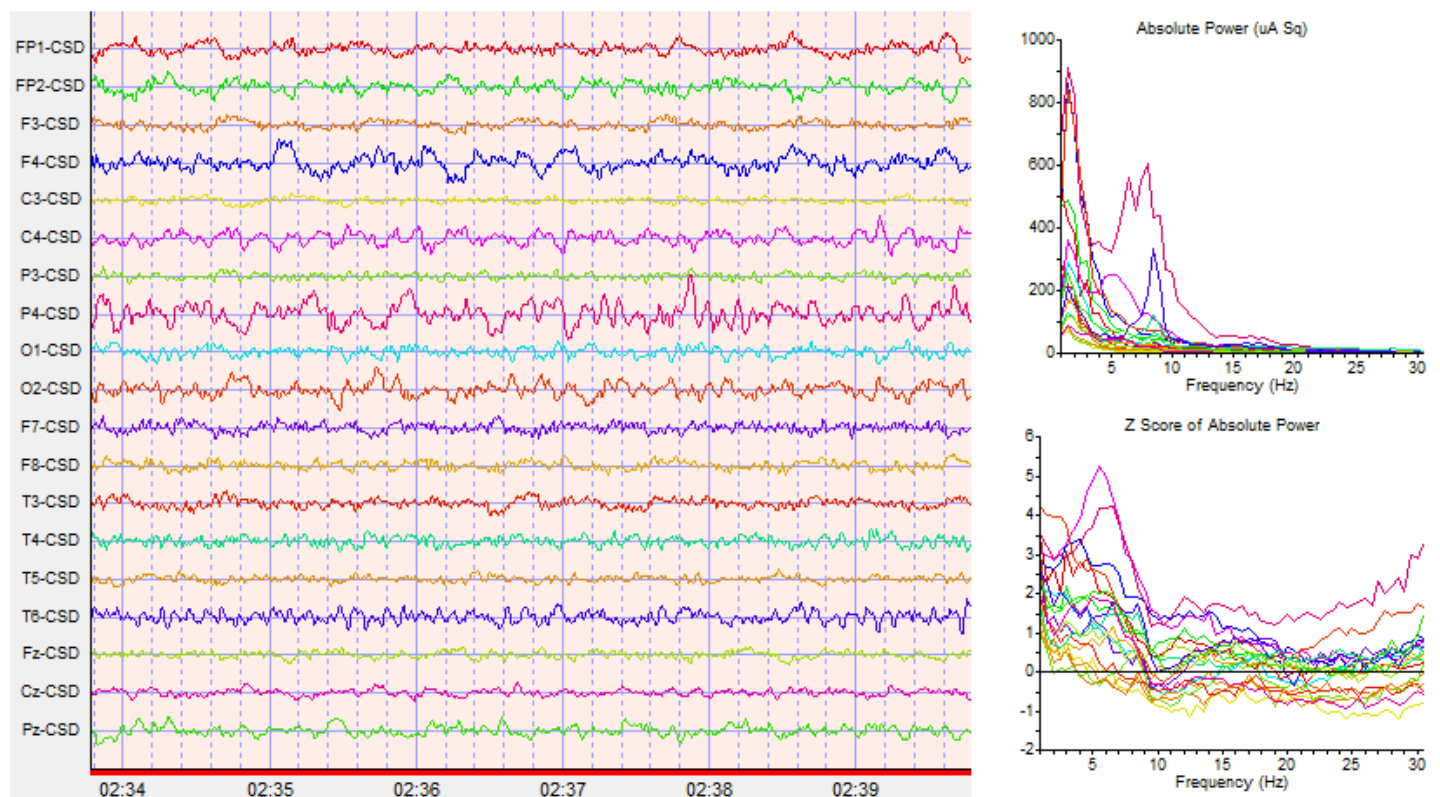 FP1-CSD
FP2-CSD
F3-CSD
F4-CSD
C3-CSD
C4-CSD
P3-CSD
P4-CSD
O1-CSD
O2-CSD
F7-CSD
F8-CSD
T3-CSD
T4-CSD
T5-CSD
T6-CSD
Fz-CSD
Cz-CSD
Pz-CSD
02:34 02:35 02:36 02:37 02:38 02:39
Absolute Power (uA Sq)
1000
800
600
400
200
0
5 10 15 20 25 30
Frequency (Hz)
Z Score of Absolute Power
6
5
4
3
2
1
0
-1
-2
5 10 15 20 25 30
Frequency (Hz)